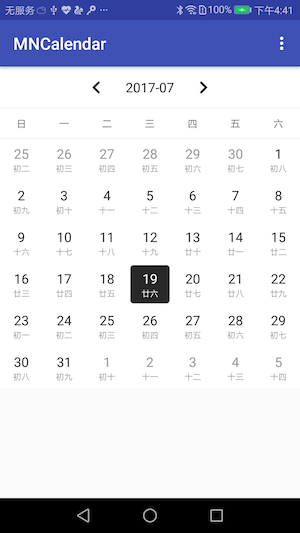 无服务 100% 下午4:41
MNCalendar
2017-07
日 一 二 三 四 五 六
25 26 27 28 29 30 1
初二 初三 初四 初五 初六 初七 初八
2 3 4 5 6 7 8
初九 初十 十一 十二 十三 十四 十五
9 10 11 12 13 14 15
十六 十七 十八 十九 二十 廿一 廿二
16 17 18 19 20 21 22
廿三 廿四 廿五 廿六 廿七 廿八 廿九
23 24 25 26 27 28 29
初一 初二 初三 初四 初五 初六 初七
30 31 1 2 3 4 5
初八 初九 初十 十一 十二 十三 十四